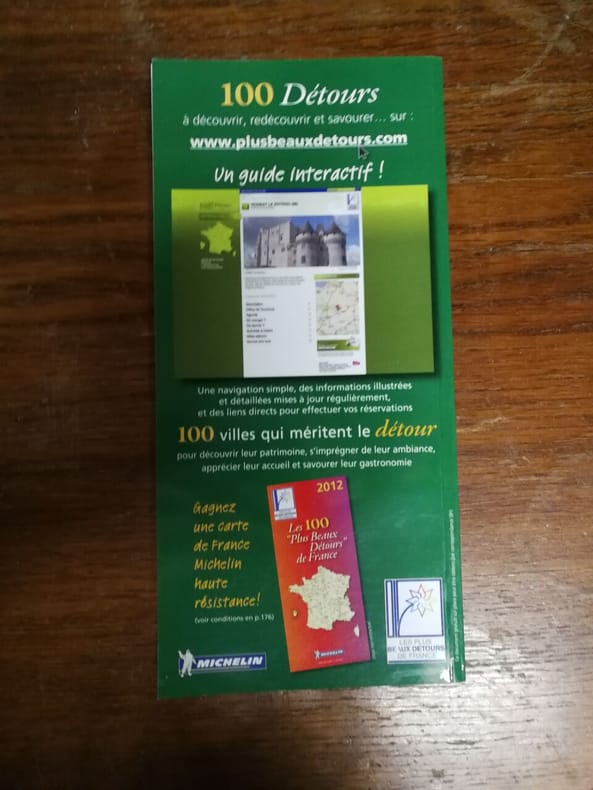 100 Détours
à découvrir, redécouvrir et savourer... sur :
www.plusbeauxdetours.com
Un guide interactif !
Une navigation simple, des informations illustrées
et détaillées mises à jour régulièrement,
et des liens directs pour effectuer vos réservations
100 villes qui méritent le détour
pour découvrir leur patrimoine, s'imprégner de leur ambiance,
apprécier leur accueil et savourer leur gastronomie
Gagnez
une carte
de France
Michelin
haute
résistance!
(voir conditions en p.176)
2012
Les 100
"Plus Beaux
Détours"
de France
MICHELIN
LES PLUS
BEAUX DETOURS
DE FRANCE